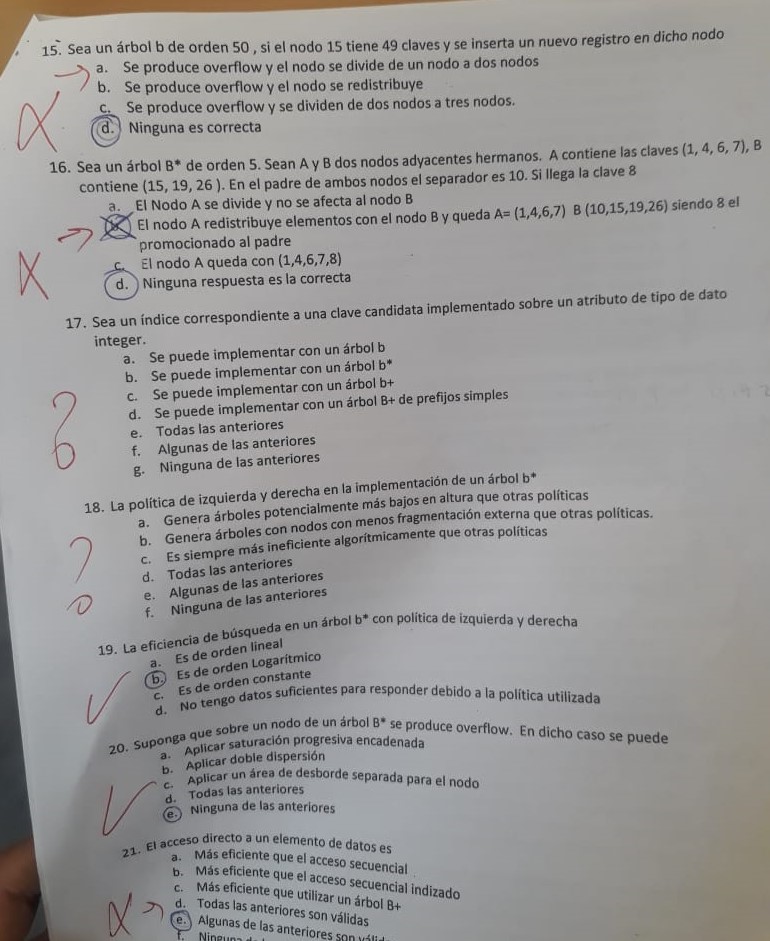 15. Sea un árbol b de orden 50 , si el nodo 15 tiene 49 claves y se inserta un nuevo registro en dicho nodo
a. Se produce overflow y el nodo se divide de un nodo a dos nodos
b. Se produce overflow y el nodo se redistribuye
c. Se produce overflow y se dividen de dos nodos a tres nodos.
d. Ninguna es correcta
16. Sea un árbol B* de orden 5. Sean A y B dos nodos adyacentes hermanos. A contiene las claves (1, 4, 6, 7), B
contiene (15, 19, 26 ). En el padre de ambos nodos el separador es 10. Si llega la clave 8
a. El Nodo A se divide y no se afecta al nodo B
b. El nodo A redistribuye elementos con el nodo B y queda A= (1,4,6,7) B (10,15,19,26) siendo 8 el
promocionado al padre
c. El nodo A queda con (1,4,6,7,8)
d. Ninguna respuesta es la correcta
17. Sea un índice correspondiente a una clave candidata implementado sobre un atributo de tipo de dato
integer.
a. Se puede implementar con un árbol b
b. Se puede implementar con un árbol b*
c. Se puede implementar con un árbol b+
d. Se puede implementar con un árbol B+ de prefijos simples
e. Todas las anteriores
f. Algunas de las anteriores
g. Ninguna de las anteriores
18. La política de izquierda y derecha en la implementación de un árbol b*
a. Genera árboles potencialmente más bajos en altura que otras políticas
b. Genera árboles con nodos con menos fragmentación externa que otras políticas.
c. Es siempre más ineficiente algorítmicamente que otras políticas
d. Todas las anteriores
e. Algunas de las anteriores
f. Ninguna de las anteriores
19. La eficiencia de búsqueda en un árbol b* con política de izquierda y derecha
a. Es de orden lineal
b. Es de orden Logarítmico
c. Es de orden constante
d. No tengo datos suficientes para responder debido a la política utilizada
20. Suponga que sobre un nodo de un árbol B* se produce overflow. En dicho caso se puede
a. Aplicar saturación progresiva encadenada
b. Aplicar doble dispersión
c. Aplicar un área de desborde separada para el nodo
d. Todas las anteriores
e. Ninguna de las anteriores
21. El acceso directo a un elemento de datos es
a. Más eficiente que el acceso secuencial
b. Más eficiente que el acceso secuencial indizado
c. Más eficiente que utilizar un árbol B+
d. Todas las anteriores son válidas
e. Algunas de las anteriores son
f.